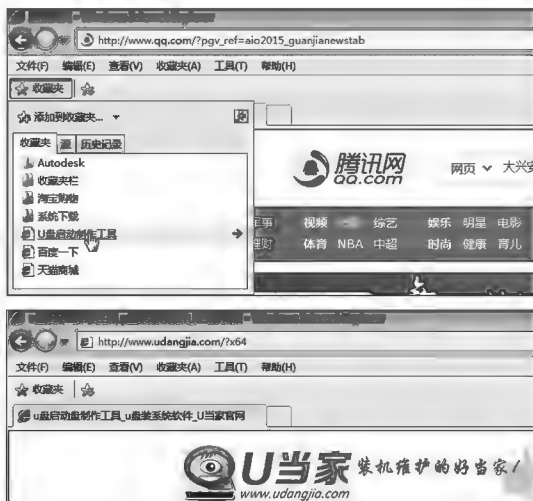 http://www.qq.com/?pgv_ref=aio2015_guanjianewstab
文件(F) 编辑(E) 查看(V) 收藏夹(A) 工具(T) 帮助(H)
收藏夹
添加到收藏夹...
收藏夹 源 历史记录
Autodesk
收藏夹栏
淘宝购物
系统下载
U盘启动制作工具
百度一下
天猫商城
腾讯网
qq.com
网页 大兴安
军事 视频 综艺 娱乐 明星 电影
理财 体育 NBA 中超 时尚 健康 育儿
http://www.udangjia.com/?x64
文件(F) 编辑(E) 查看(V) 收藏夹(A) 工具(T) 帮助(H)
收藏夹
u盘启动盘制作工具_u盘装系统软件_U当家官网
U当家 装机维护的好当家!
www.udangjia.com